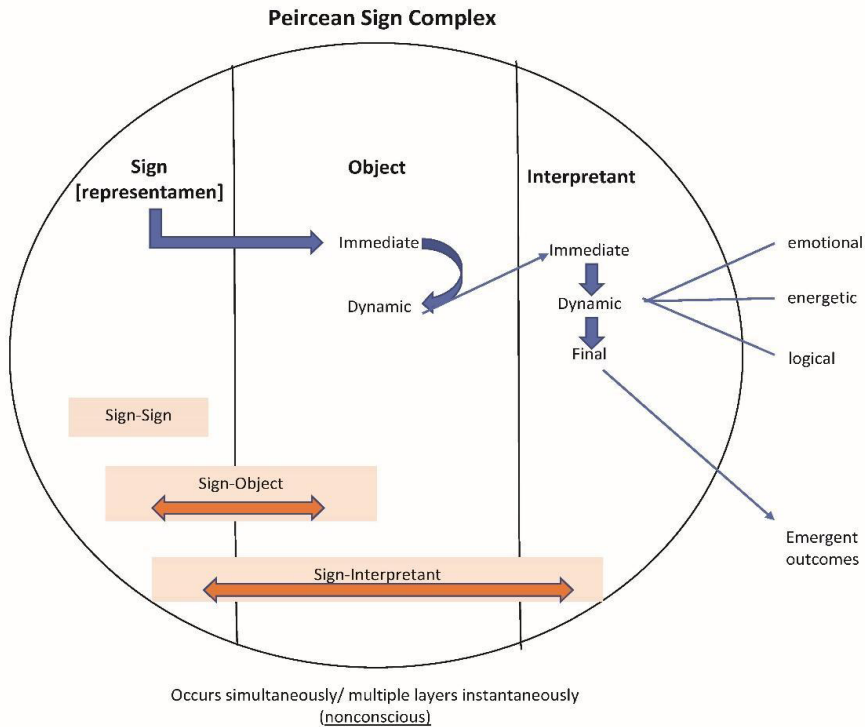 Peircean Sign Complex
Sign
[representamen]
Object
Interpretant
Immediate
Dynamic
Immediate
Dynamic
Final
emotional
energetic
logical
Sign-Sign
Sign-Object
Sign-Interpretant
Emergent
outcomes
Occurs simultaneously/ multiple layers instantaneously
(nonconscious)